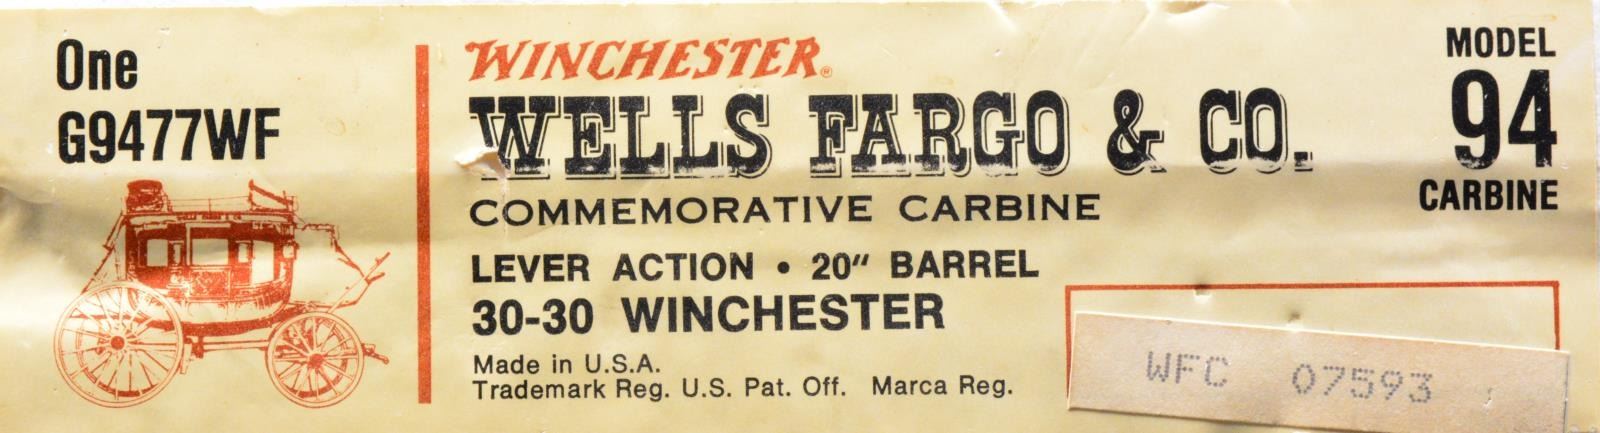 One
G9477WF
WINCHESTER®
WELLS FARGO & CO.
COMMEMORATIVE CARBINE
LEVER ACTION • 20" BARREL
30-30 WINCHESTER
Made in U.S.A.
Trademark Reg. U.S. Pat. Off. Marca Reg.
MODEL
94
CARBINE
WFC 07593